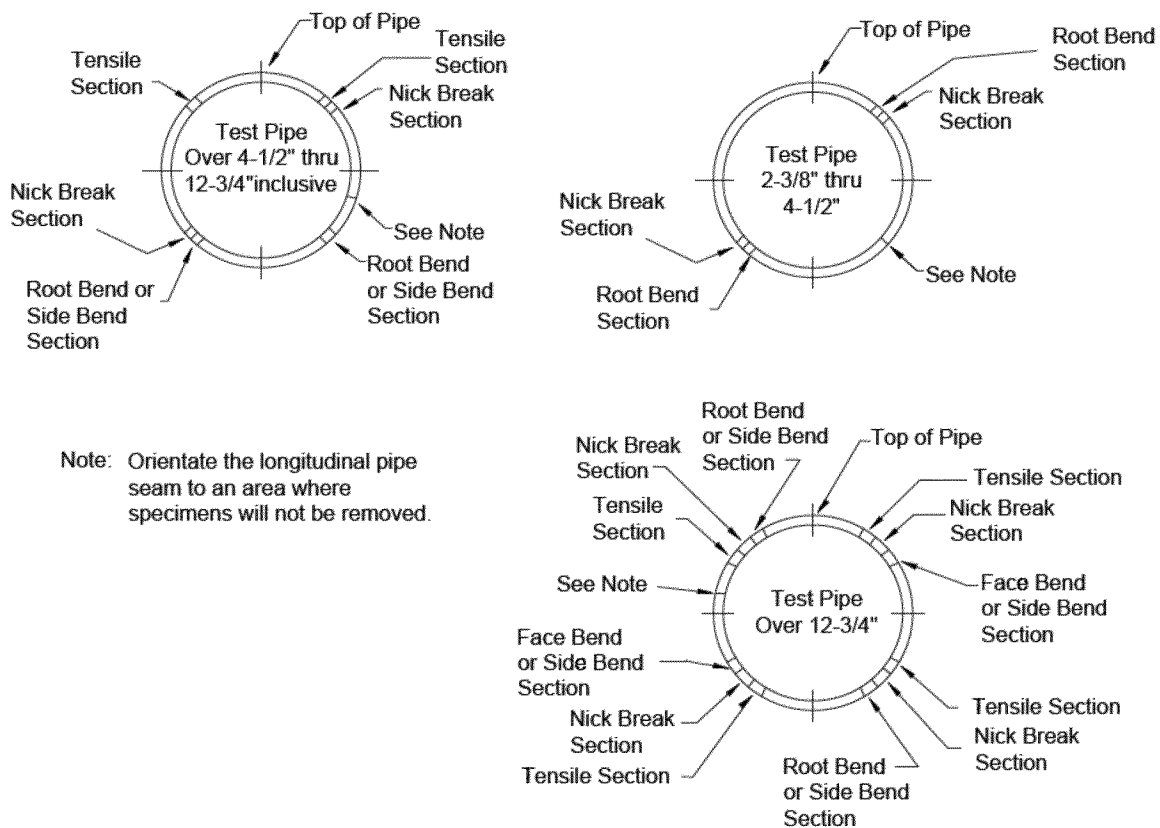 Top of Pipe
Tensile
Section
Tensile
Section
Nick Break
Section
Test Pipe
Over 4-1/2" thru
12-3/4"inclusive
Nick Break
Section
See Note
Root Bend or
Side Bend
Section
Root Bend
or Side Bend
Section
Top of Pipe
Root Bend
Section
Nick Break
Section
Test Pipe
2-3/8" thru
4-1/2"
Nick Break
Section
See Note
Root Bend
Section
Note: Orientate the longitudinal pipe
seam to an area where
specimens will not be removed.
Root Bend
or Side Bend
Section
Top of Pipe
Nick Break
Section
Tensile Section
Tensile
Section
Nick Break
Section
See Note
Test Pipe
Over 12-3/4"
Face Bend
or Side Bend
Section
Face Bend
or Side Bend
Section
Tensile Section
Nick Break
Section
Nick Break
Section
Tensile Section
Root Bend
or Side Bend
Section